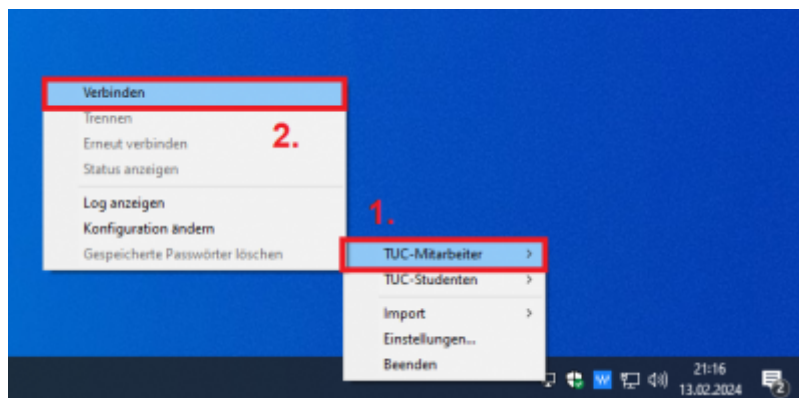 Verbinden
Trennen
Erneut verbinden
Status anzeigen
Log anzeigen
Konfiguration ändern
Gespeicherte Passwörter löschen
2.
1.
TUC-Mitarbeiter
TUC-Studenten
Import
Einstellungen...
Beenden
W
21:16
13.02.2024
2